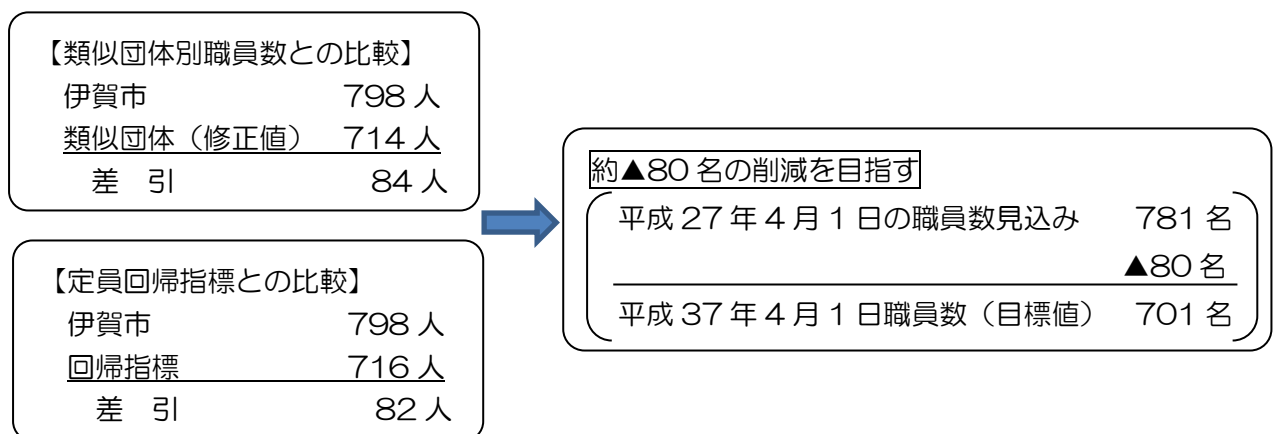 【類似団体別職員数との比較】
伊賀市 798人
類似団体（修正値） 714人
差 引 84人
【定員回帰指標との比較】
伊賀市 798人
回帰指標 716人
差 引 82人
約▲80名の削減を目指す
平成27年4月1日の職員数見込み 781名
▲80名
平成37年4月1日職員数（目標値） 701名